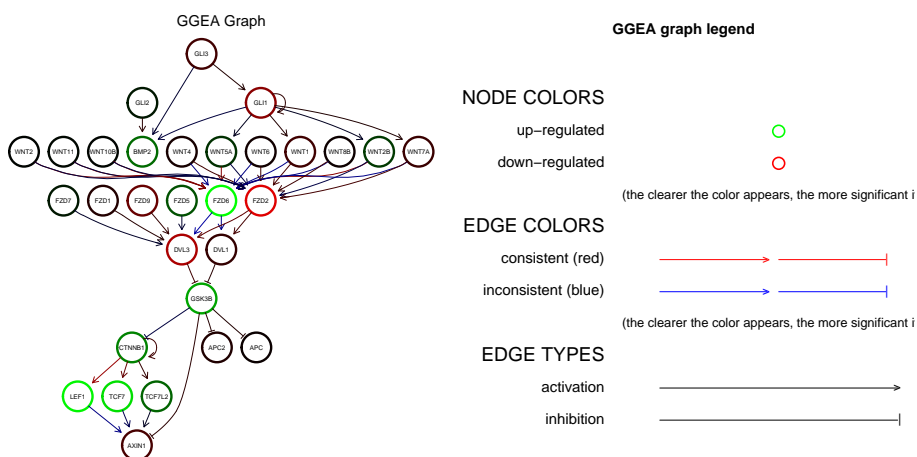 GGEA Graph
GLI3
GLI2
GLI1
WNT2
WNT11
WNT10B
BMP2
WNT4
WNT5A
WNT6
WNT1
WNT8B
WNT2B
WNT7A
FZD7
FZD1
FZD9
FZD5
FZD6
FZD2
DVL3
DVL1
GSK3B
CTNNB1
APC2
APC
LEF1
TCF7
TCF7L2
AXIN1
GGEA graph legend
NODE COLORS
up−regulated
down−regulated
(the clearer the color appears, the more significant i
EDGE COLORS
consistent (red)
inconsistent (blue)
(the clearer the color appears, the more significant i
EDGE TYPES
activation
inhibition